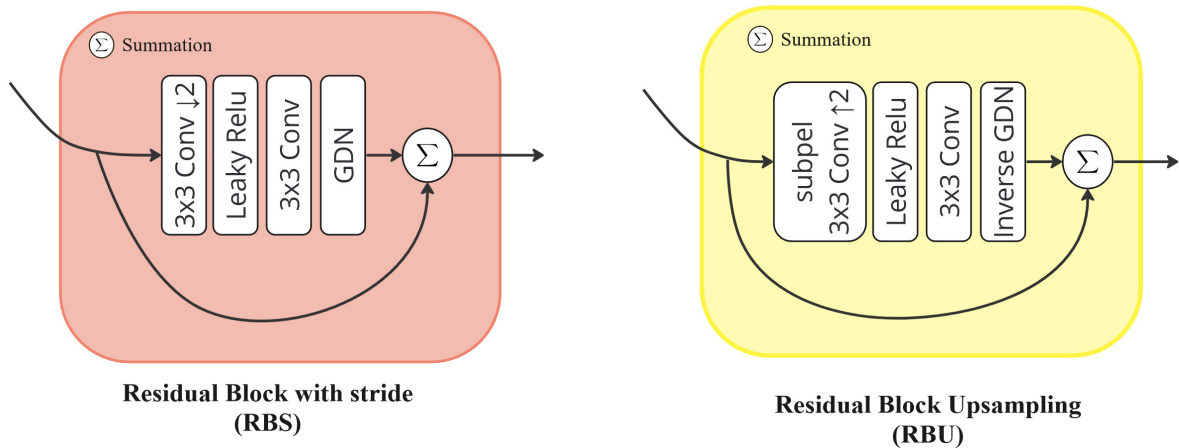 Σ Summation
3x3 Conv ↓2
Leaky Relu
3x3 Conv
GDN
Σ
Residual Block with stride
(RBS)
Σ Summation
subpel
3x3 Conv ↑2
Leaky Relu
3x3 Conv
Inverse GDN
Σ
Residual Block Upsampling
(RBU)